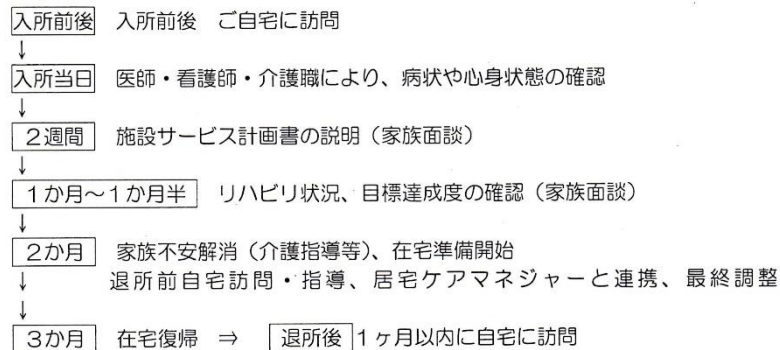 入所前後 入所前後 ご自宅に訪問
↓
入所当日 医師・看護師・介護職により、病状や心身状態の確認
↓
2週間 施設サービス計画書の説明（家族面談）
↓
1か月～1か月半 リハビリ状況、目標達成度の確認（家族面談）
↓
2か月 家族不安解消（介護指導等）、在宅準備開始
↓ 退所前自宅訪問・指導、居宅ケアマネジャーと連携、最終調整
↓
3か月 在宅復帰 ⇒ 退所後 1ヶ月以内に自宅に訪問